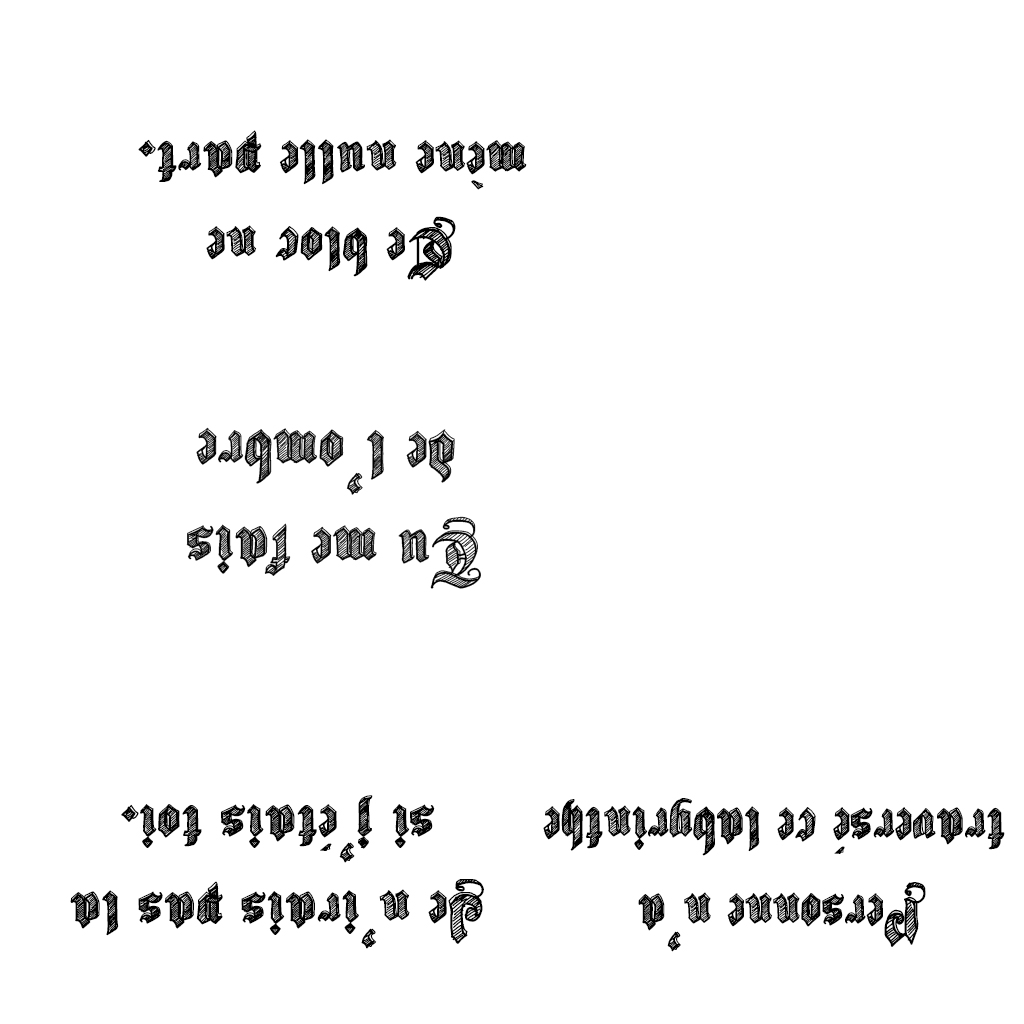 Personne n'a
traversé ce labyrinthe
Je n'irais pas la
si j'étais toi.
Tu me fais
de l'ombre
Ce bloc ne
mène nulle part.